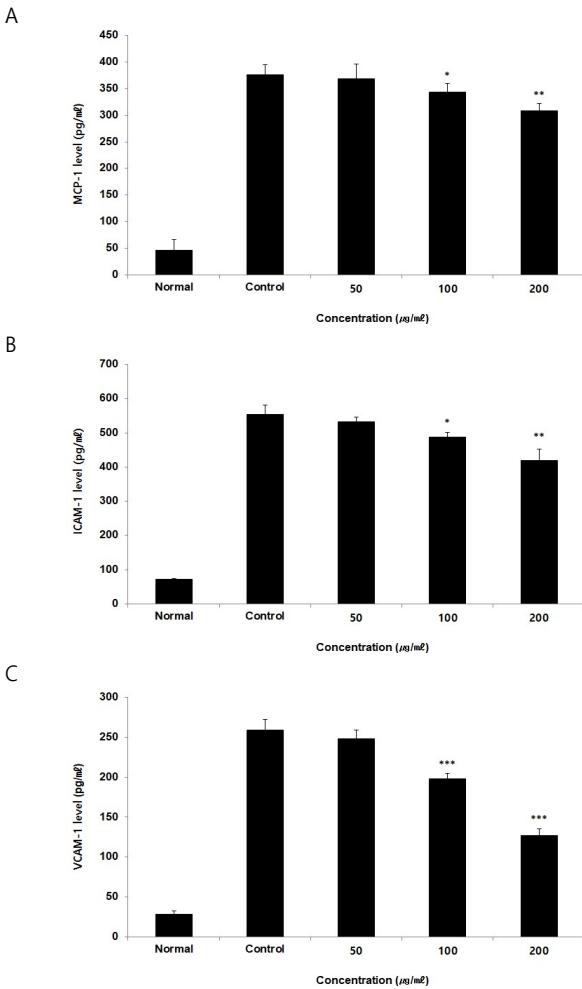 A
MCP-1 level (pg/㎖)
450
400
350
300
250
200
150
100
50
0
*
**
Normal Control 50 100 200
Concentration (㎍/㎖)
B
ICAM-1 level (pg/㎖)
700
600
500
400
300
200
100
0
*
**
Normal Control 50 100 200
Concentration (㎍/㎖)
C
VCAM-1 level (pg/㎖)
300
250
200
150
100
50
0
***
***
Normal Control 50 100 200
Concentration (㎍/㎖)